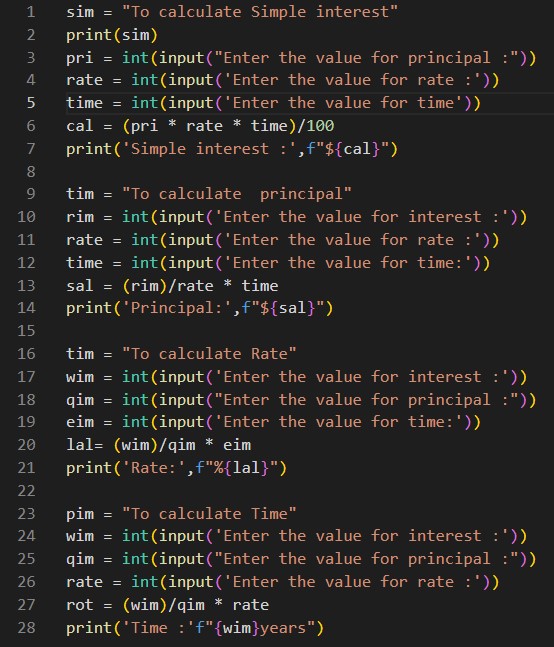 1 sim = "To calculate Simple interest"
2 print(sim)
3 pri = int(input("Enter the value for principal :"))
4 rate = int(input('Enter the value for rate :'))
5 time = int(input('Enter the value for time'))
6 cal = (pri * rate * time)/100
7 print('Simple interest :',f"${cal}")
8
9 tim = "To calculate  principal"
10 rim = int(input('Enter the value for interest :'))
11 rate = int(input('Enter the value for rate :'))
12 time = int(input('Enter the value for time:'))
13 sal = (rim)/rate * time
14 print('Principal:',f"${sal}")
15
16 tim = "To calculate Rate"
17 wim = int(input('Enter the value for interest :'))
18 qim = int(input("Enter the value for principal :"))
19 eim = int(input('Enter the value for time:'))
20 lal= (wim)/qim * eim
21 print('Rate:',f"%{lal}")
22
23 pim = "To calculate Time"
24 wim = int(input('Enter the value for interest :'))
25 qim = int(input("Enter the value for principal :"))
26 rate = int(input('Enter the value for rate :'))
27 rot = (wim)/qim * rate
28 print('Time :'f"{wim}years")